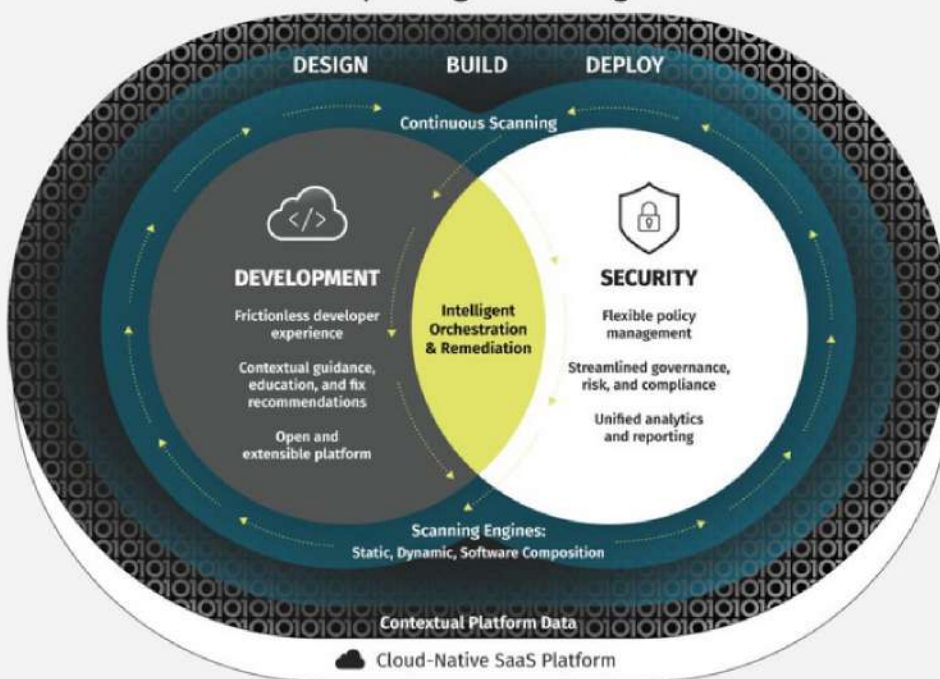 DESIGN BUILD DEPLOY
Continuous Scanning
</>
DEVELOPMENT
Frictionless developer
experience
Contextual guidance,
education, and fix
recommendations
Open and
extensible platform
Intelligent
Orchestration
& Remediation
SECURITY
Flexible policy
management
Streamlined governance,
risk, and compliance
Unified analytics
and reporting
Scanning Engines:
Static, Dynamic, Software Composition
Contextual Platform Data
Cloud-Native SaaS Platform